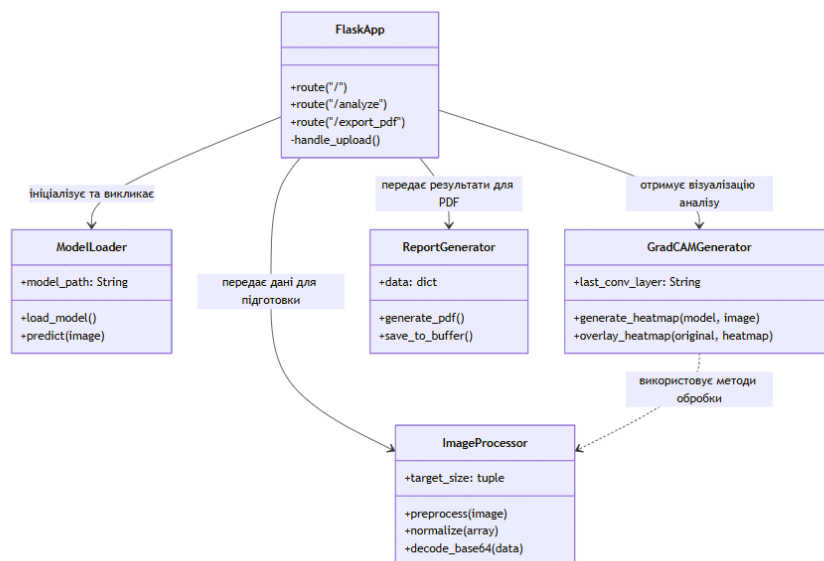 FlaskApp
+route("/")
+route("/analyze")
+route("/export_pdf")
-handle_upload()
ініціалізує та викликає
передає результати для
PDF
отримує візуалізацію
аналізу
ModelLoader
+model_path: String
+load_model()
+predict(image)
передає дані для
підготовки
ReportGenerator
+data: dict
+generate_pdf()
+save_to_buffer()
GradCAMGenerator
+last_conv_layer: String
+generate_heatmap(model, image)
+overlay_heatmap(original, heatmap)
використовує методи
обробки
ImageProcessor
+target_size: tuple
+preprocess(image)
+normalize(array)
+decode_base64(data)